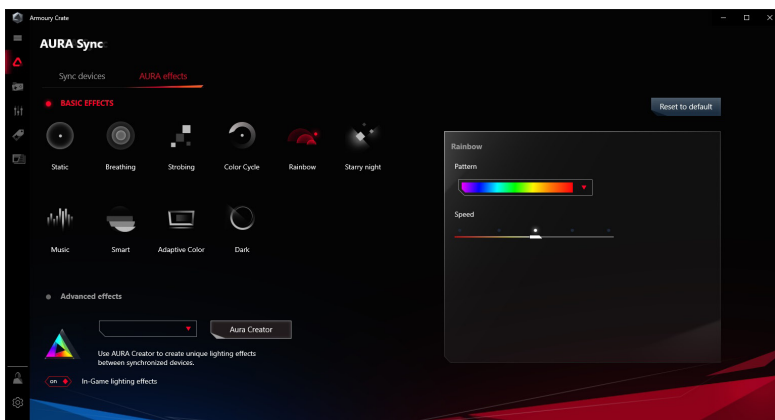 Armoury Crate
AURA Sync
Sync devices
AURA effects
BASIC EFFECTS
Reset to default
Static
Breathing
Strobing
Color Cycle
Rainbow
Starry night
Music
Smart
Adaptive Color
Dark
Rainbow
Pattern
Speed
Advanced effects
Aura Creator
Use AURA Creator to create unique lighting effects
between synchronized devices.
on
In-Game lighting effects